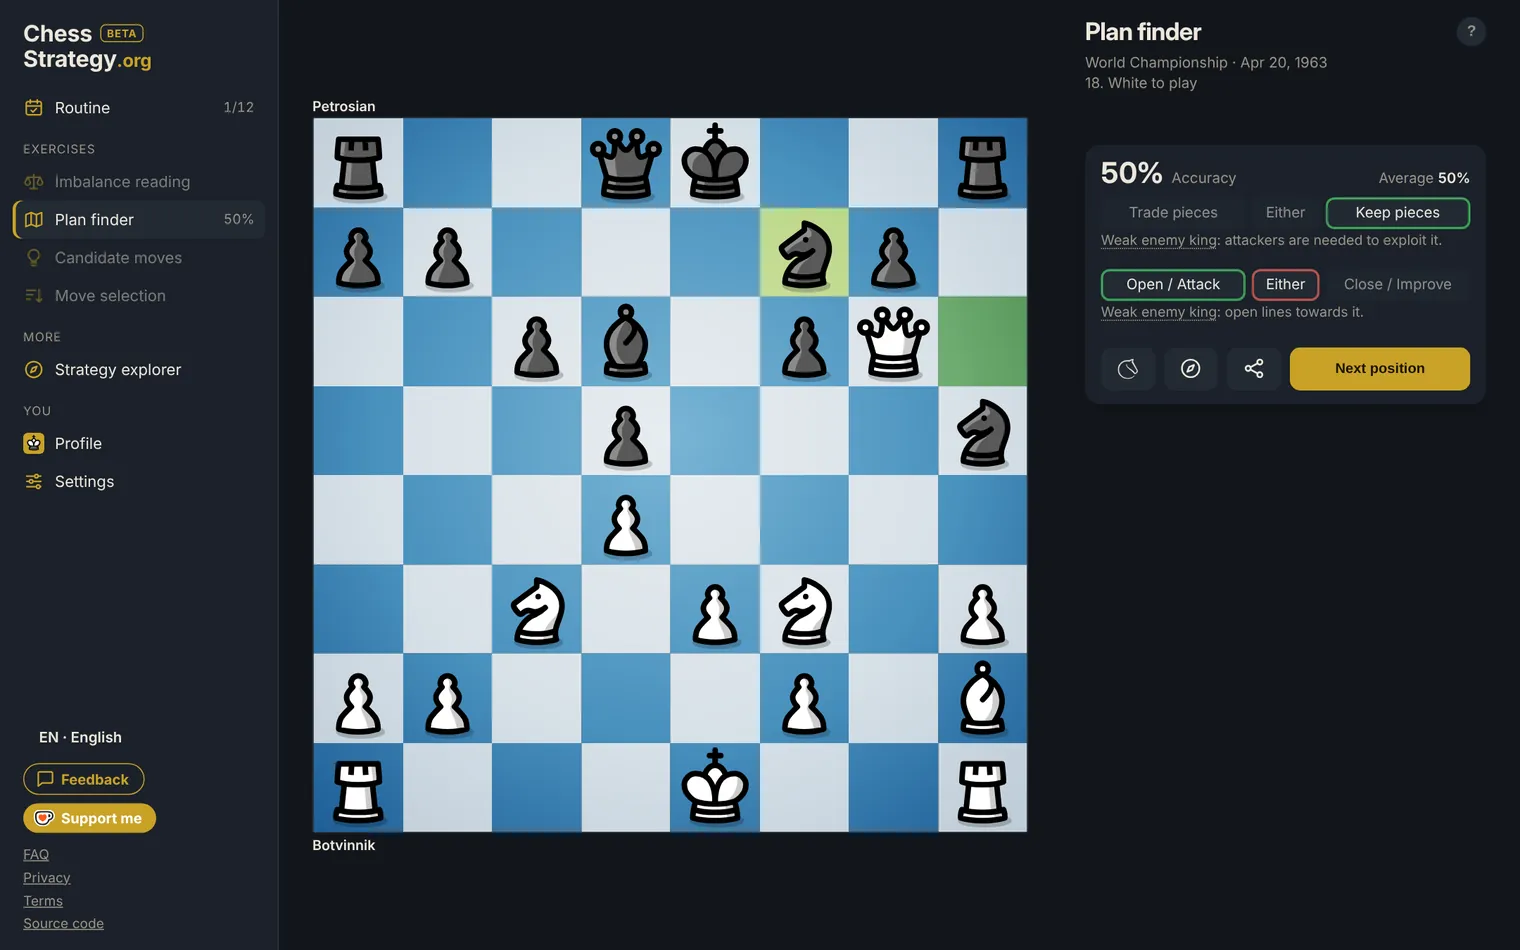 Chess BETA
Strategy.org
Routine 1/12
EXERCISES
Imbalance reading
Plan finder 50%
Candidate moves
Move selection
MORE
Strategy explorer
YOU
Profile
Settings
EN · English
Feedback
Support me
FAQ
Privacy
Terms
Source code
Petrosian
Botvinnik
Plan finder
?
World Championship · Apr 20, 1963
18. White to play
50% Accuracy Average 50%
Trade pieces Either Keep pieces
Weak enemy king: attackers are needed to exploit it.
Open / Attack Either Close / Improve
Weak enemy king: open lines towards it.
Next position